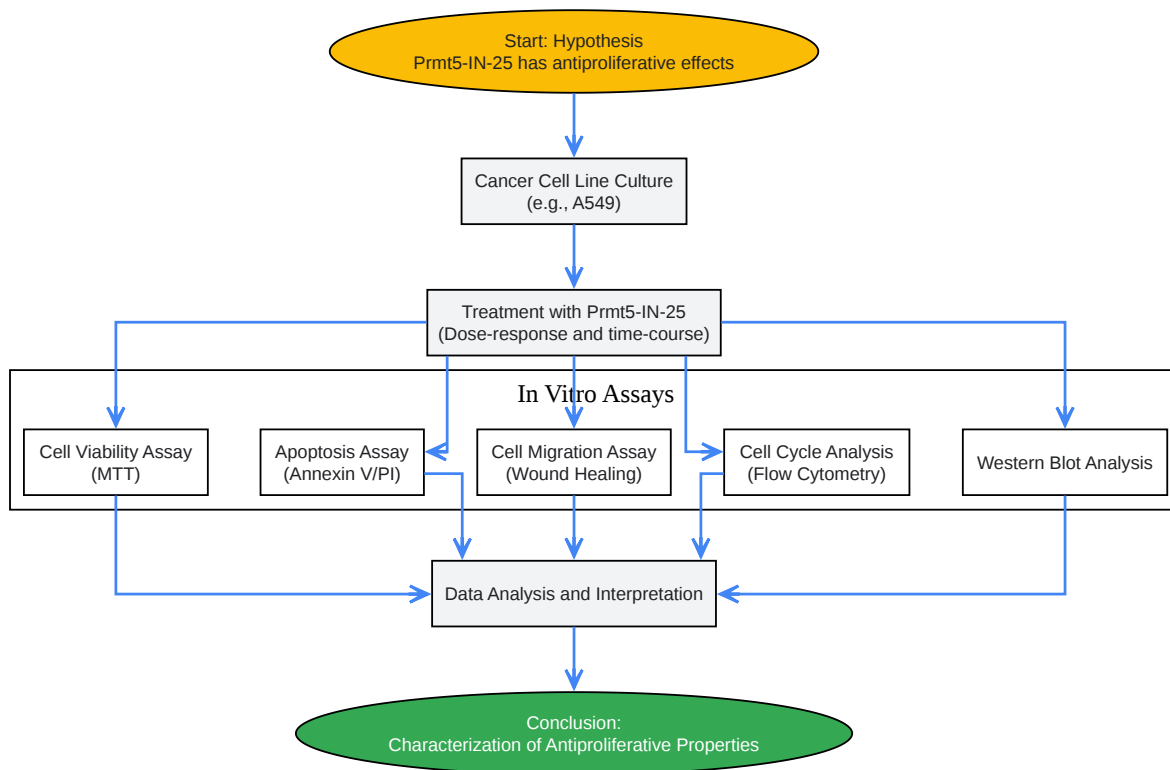 Start: Hypothesis
Prmt5-IN-25 has antiproliferative effects
Cancer Cell Line Culture
(e.g., A549)
Treatment with Prmt5-IN-25
(Dose-response and time-course)
In Vitro Assays
Cell Viability Assay
(MTT)
Apoptosis Assay
(Annexin V/PI)
Cell Migration Assay
(Wound Healing)
Cell Cycle Analysis
(Flow Cytometry)
Western Blot Analysis
Data Analysis and Interpretation
Conclusion:
Characterization of Antiproliferative Properties